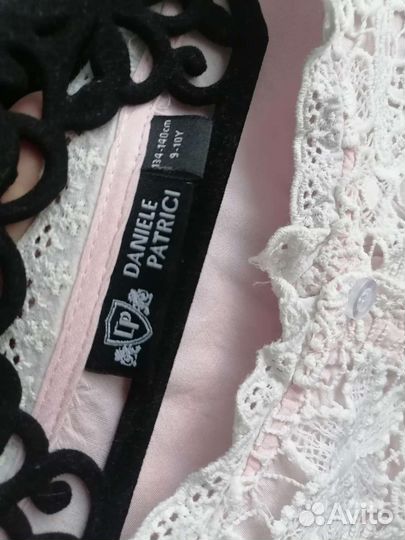 134-140cm
9-10Y
DANIELE
PATRICI
DP
Avito